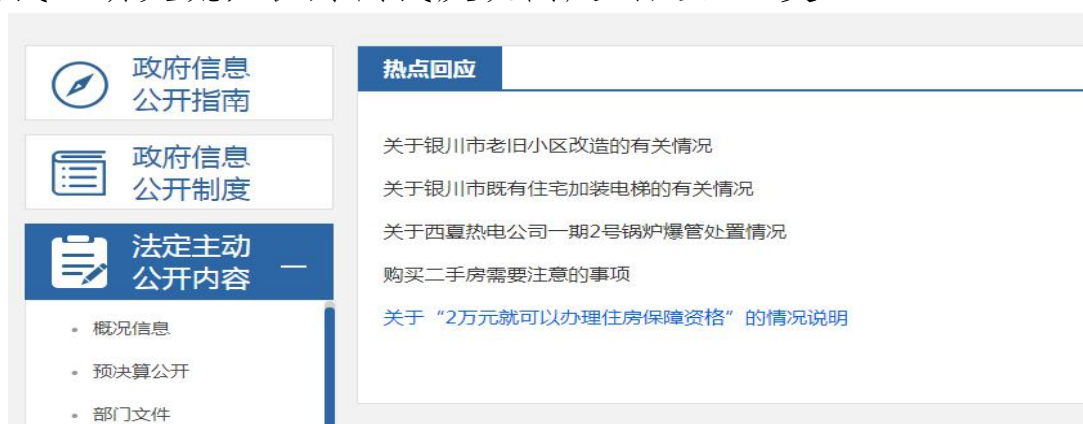 政府信息
公开指南
政府信息
公开制度
法定主动
公开内容
概况信息
预决算公开
部门文件
热点回应
关于银川市老旧小区改造的有关情况
关于银川市既有住宅加装电梯的有关情况
关于西夏热电公司一期2号锅炉爆管处置情况
购买二手房需要注意的事项
关于“2万元就可以办理住房保障资格”的情况说明